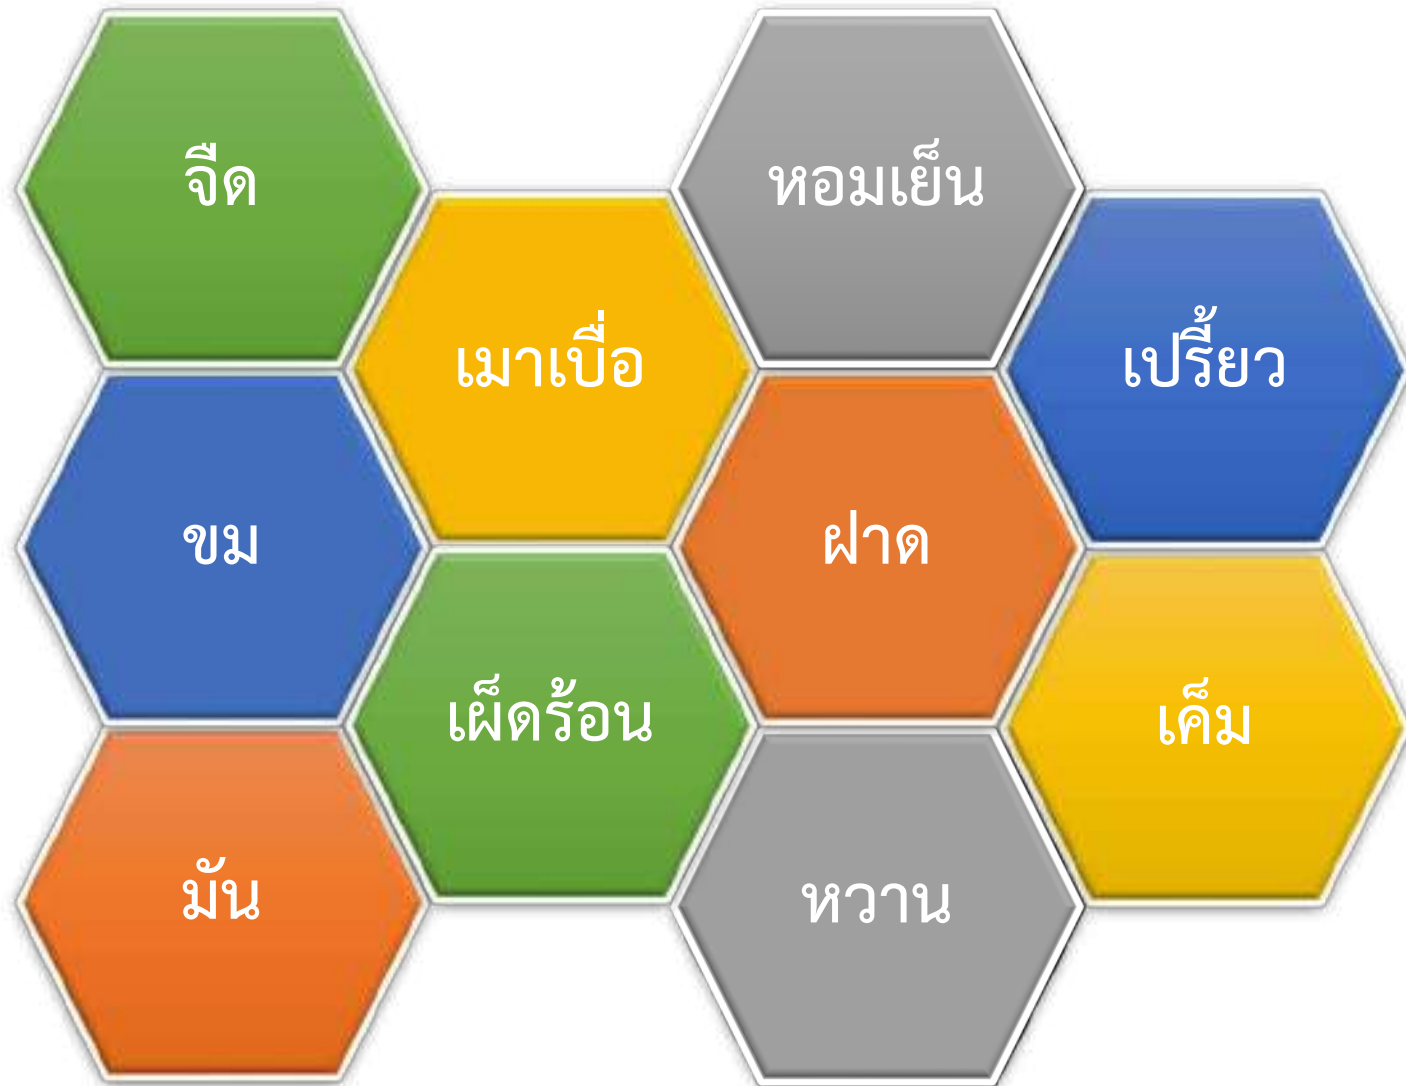 จืด
หอมเย็น
เมาเบื่อ
เปรี้ยว
ขม
ฝาด
เผ็ดร้อน
เค็ม
มัน
หวาน